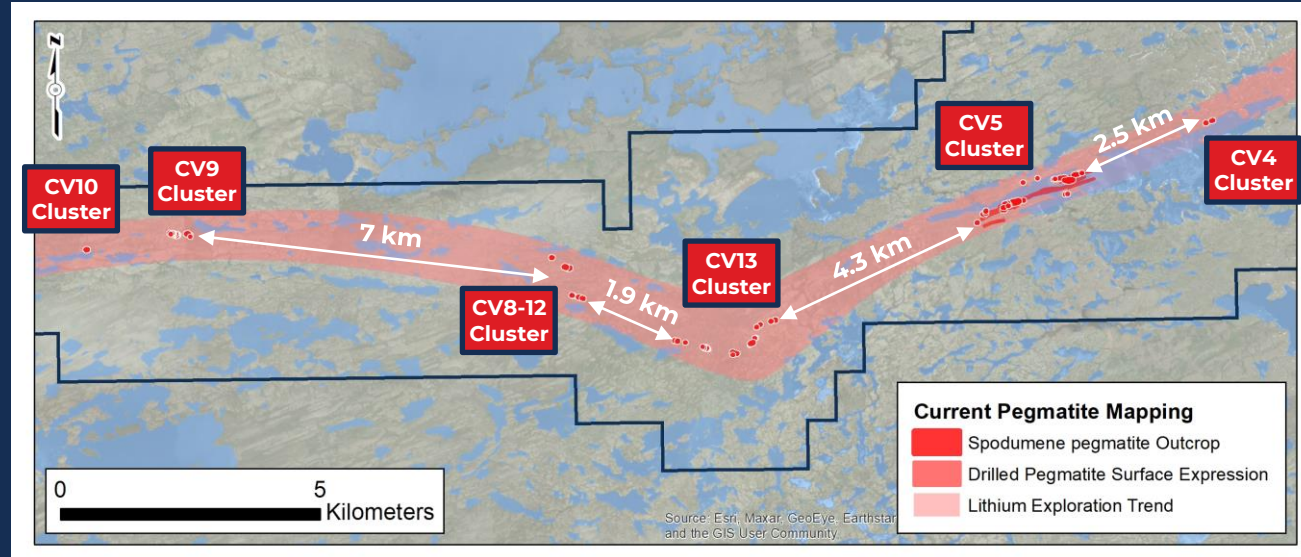 N
CV10
Cluster
CV9
Cluster
7 km
CV8-12
Cluster
1.9 km
CV13
Cluster
4.3 km
CV5
Cluster
2.5 km
CV4
Cluster
0 5
Kilometers
Source: Esri, Maxar, GeoEye, Earthstar
and the GIS User Community
Current Pegmatite Mapping
Spodumene pegmatite Outcrop
Drilled Pegmatite Surface Expression
Lithium Exploration Trend